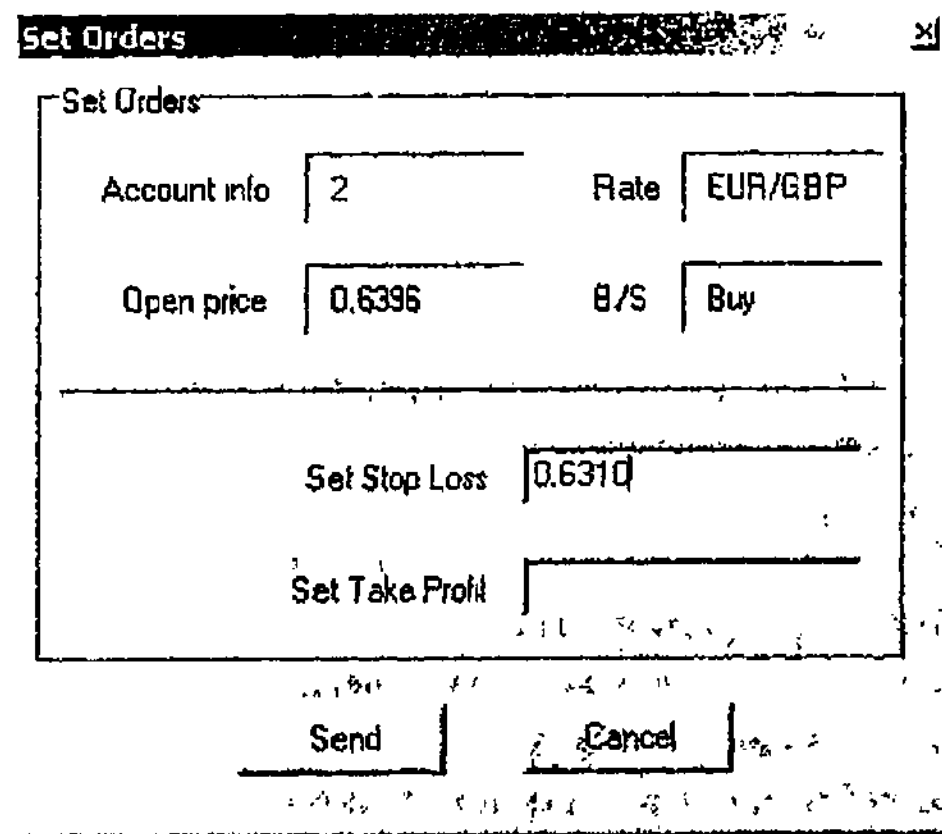 Set Orders
Set Orders
Account info 2 Rate EUR/GBP
Open price 0.6396 B/S Buy
Set Stop Loss 0.6310
Set Take Profit
Send Cancel